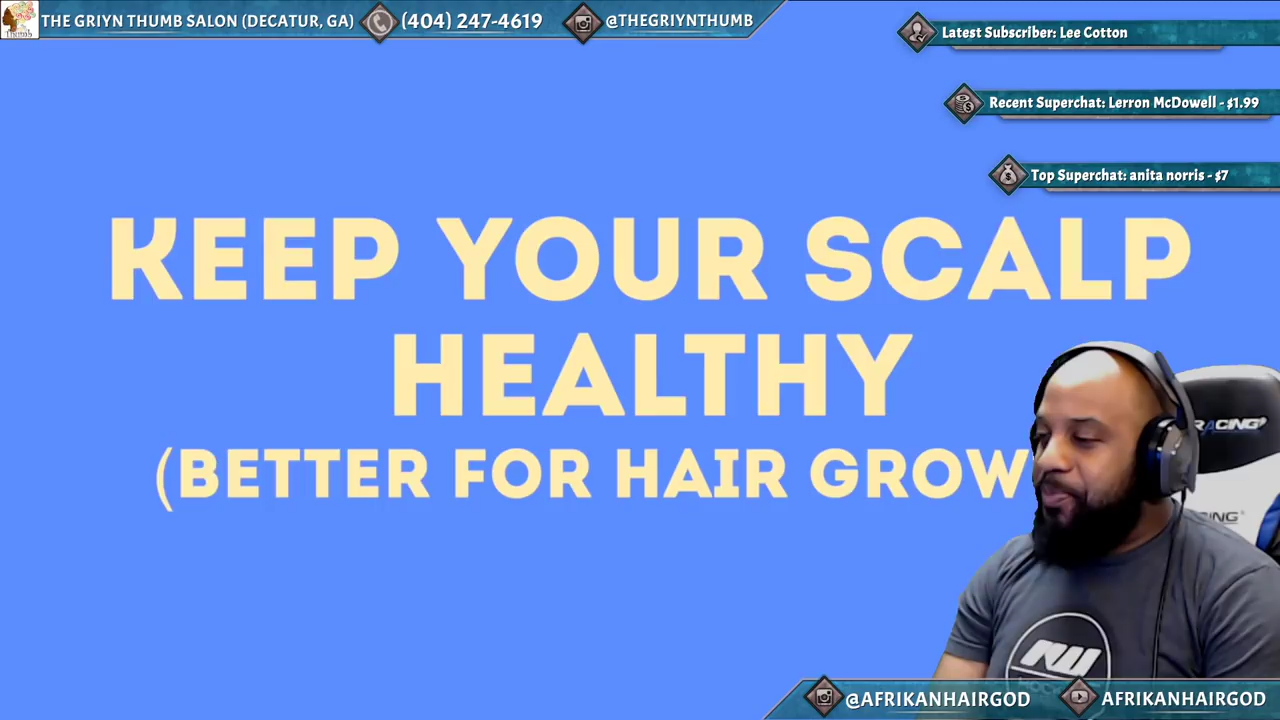 THE GRIYN THUMB SALON (DECATUR, GA) (404) 247-4619 @THEGRIYNTHUMB
Latest Subscriber: Lee Cotton
Recent Superchat: Lerron McDowell - $1.99
Top Superchat: anita norris - $7
KEEP YOUR SCALP
HEALTHY
(BETTER FOR HAIR GROW
RACING
@AFRIKANHAIRGOD AFRIKANHAIRGOD